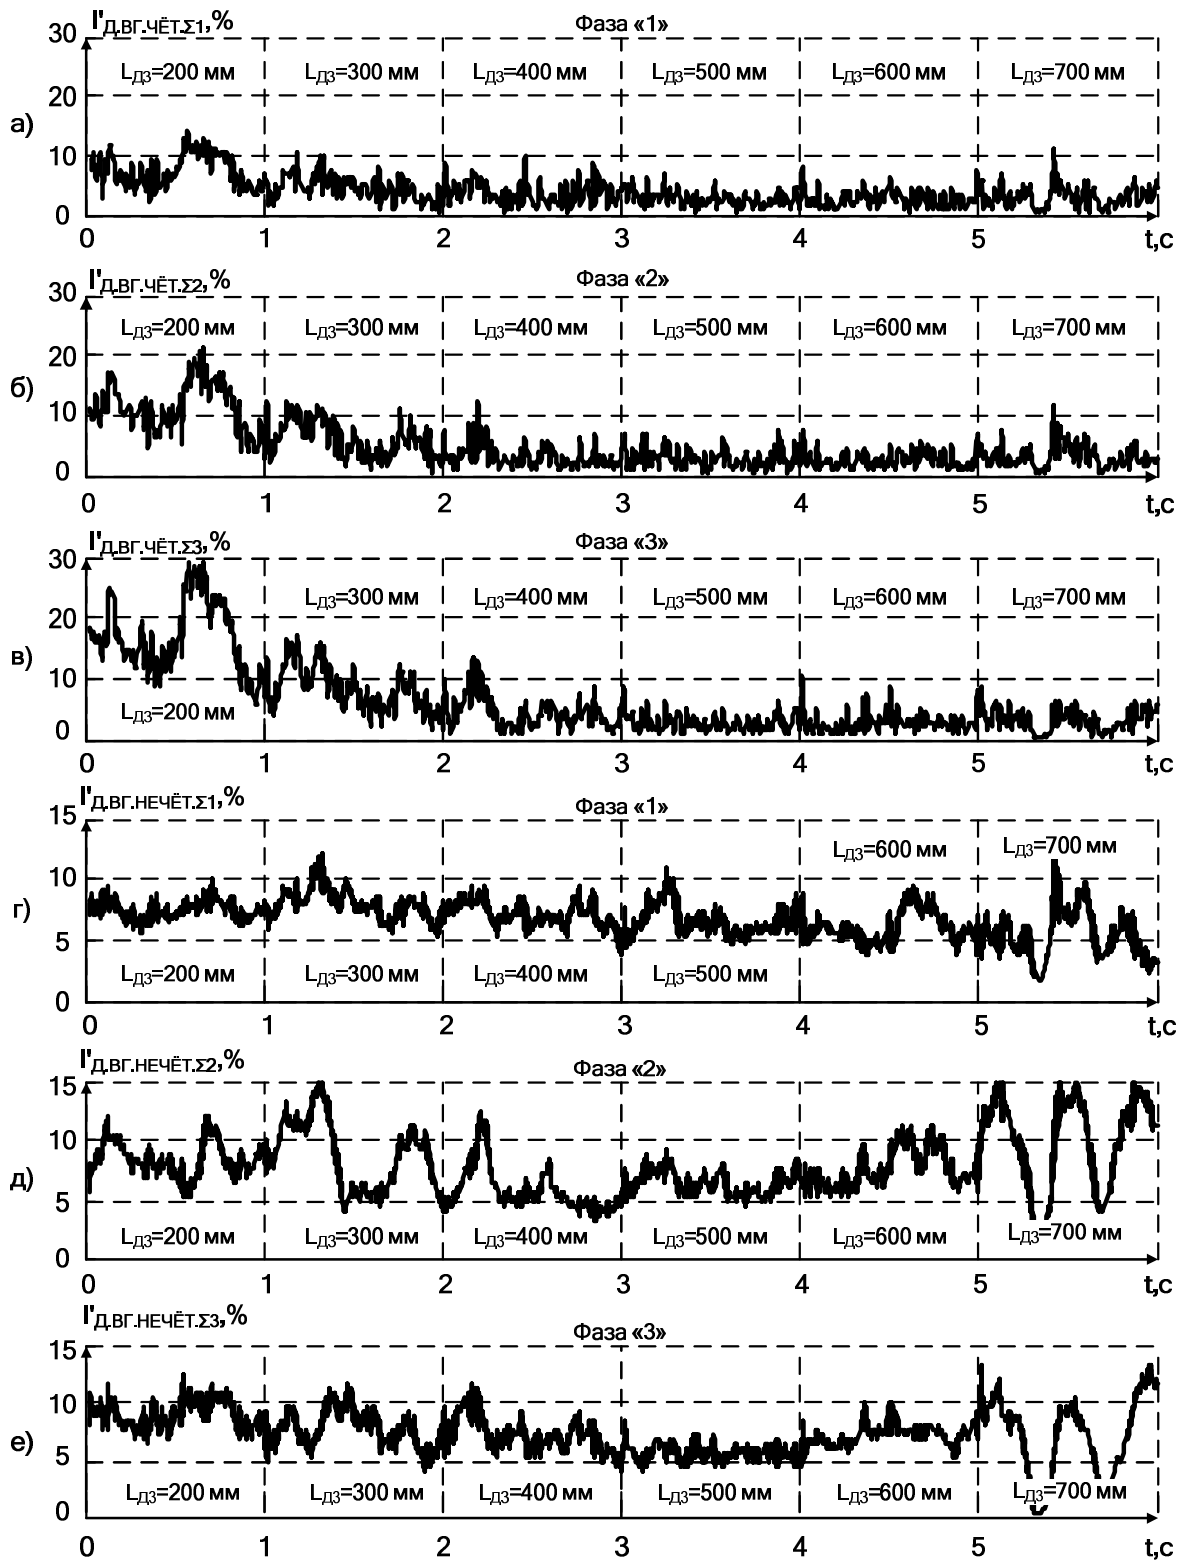 I'Д.ВГ.ЧЁТ.Σ1,%
Фаза «1»
30
LДЗ=200 мм LДЗ=300 мм LДЗ=400 мм LДЗ=500 мм LДЗ=600 мм LДЗ=700 мм
20
а)
10
0
0 1 2 3 4 5 t,с
I'Д.ВГ.ЧЁТ.Σ2,%
Фаза «2»
30
LДЗ=200 мм LДЗ=300 мм LДЗ=400 мм LДЗ=500 мм LДЗ=600 мм LДЗ=700 мм
20
б)
10
0
0 1 2 3 4 5 t,с
I'Д.ВГ.ЧЁТ.Σ3,%
Фаза «3»
30
LДЗ=300 мм LДЗ=400 мм LДЗ=500 мм LДЗ=600 мм LДЗ=700 мм
20
в)
10
LДЗ=200 мм
0
0 1 2 3 4 5 t,с
I'Д.ВГ.НЕЧЁТ.Σ1,%
Фаза «1»
15
LДЗ=600 мм LДЗ=700 мм
10
г)
5
LДЗ=200 мм LДЗ=300 мм LДЗ=400 мм LДЗ=500 мм
0
0 1 2 3 4 5 t,с
I'Д.ВГ.НЕЧЁТ.Σ2,%
Фаза «2»
15
10
д)
5
LДЗ=200 мм LДЗ=300 мм LДЗ=400 мм LДЗ=500 мм LДЗ=600 мм LДЗ=700 мм
0
0 1 2 3 4 5 t,с
I'Д.ВГ.НЕЧЁТ.Σ3,%
Фаза «3»
15
10
е)
5
LДЗ=200 мм LДЗ=300 мм LДЗ=400 мм LДЗ=500 мм LДЗ=600 мм LДЗ=700 мм
0
0 1 2 3 4 5 t,с